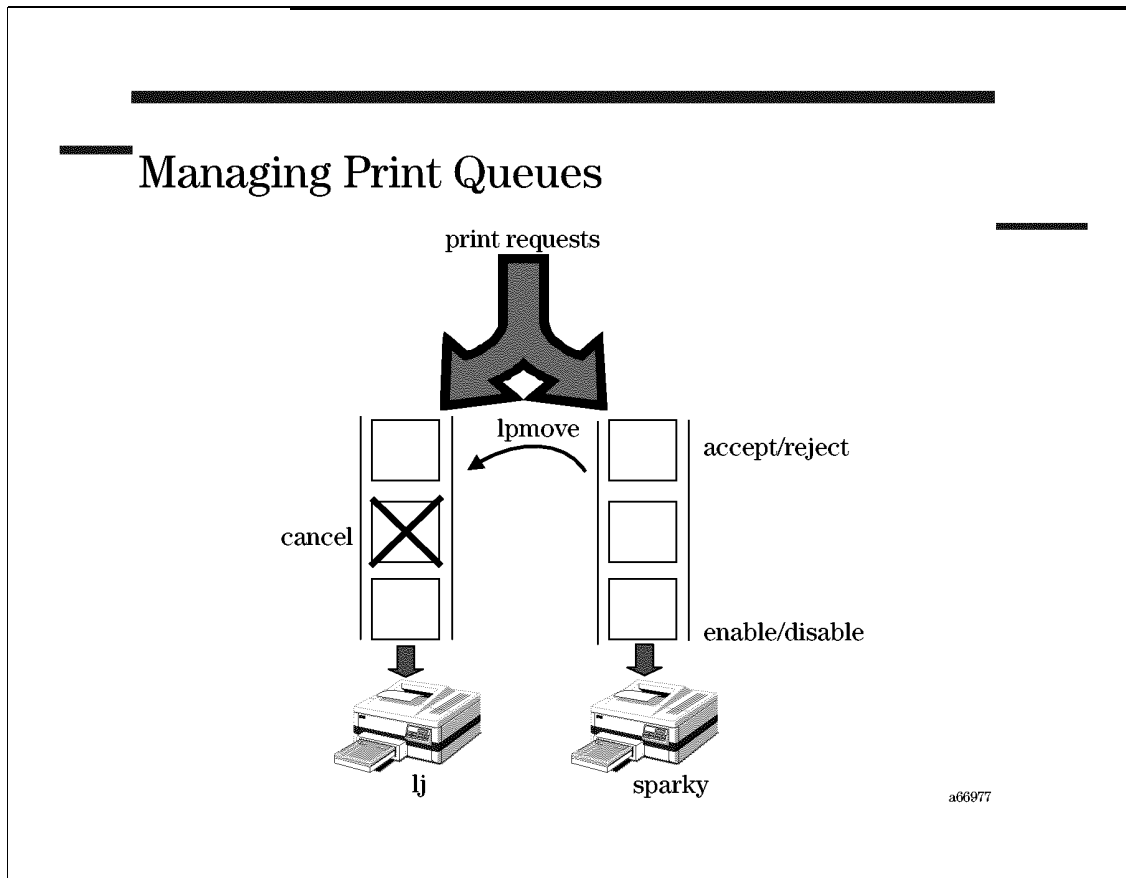 Managing Print Queues
print requests
lpmove
accept/reject
cancel
enable/disable
lj
sparky
a66977